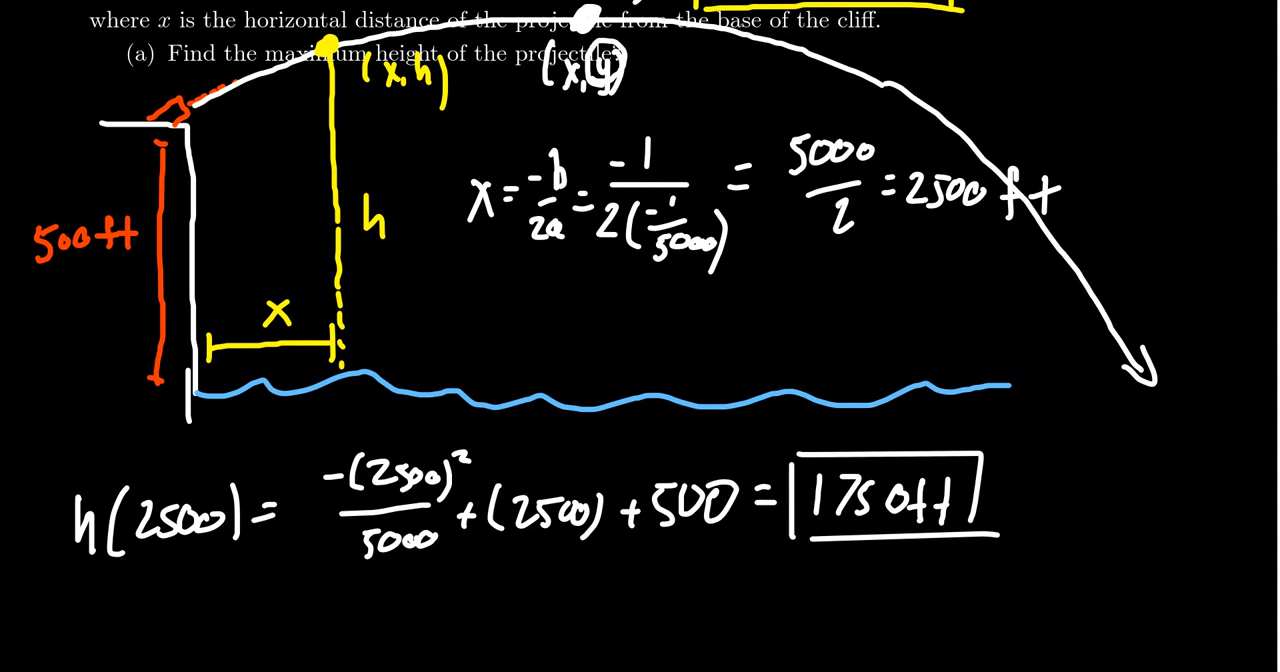 where x is the horizontal distance of the projectile from the base of the cliff.
(a) Find the maximum height of the projectile.
(x, h)
(x, y)
x = -b/2a = -1/2(-1/5000) = 5000/2 = 2500 ft
500 ft
h
x
h(2500) = -(2500)²/5000 + (2500) + 500 = 1750 ft